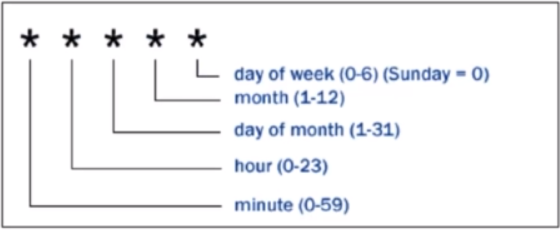 * * * * *
day of week (0-6) (Sunday = 0)
month (1-12)
day of month (1-31)
hour (0-23)
minute (0-59)